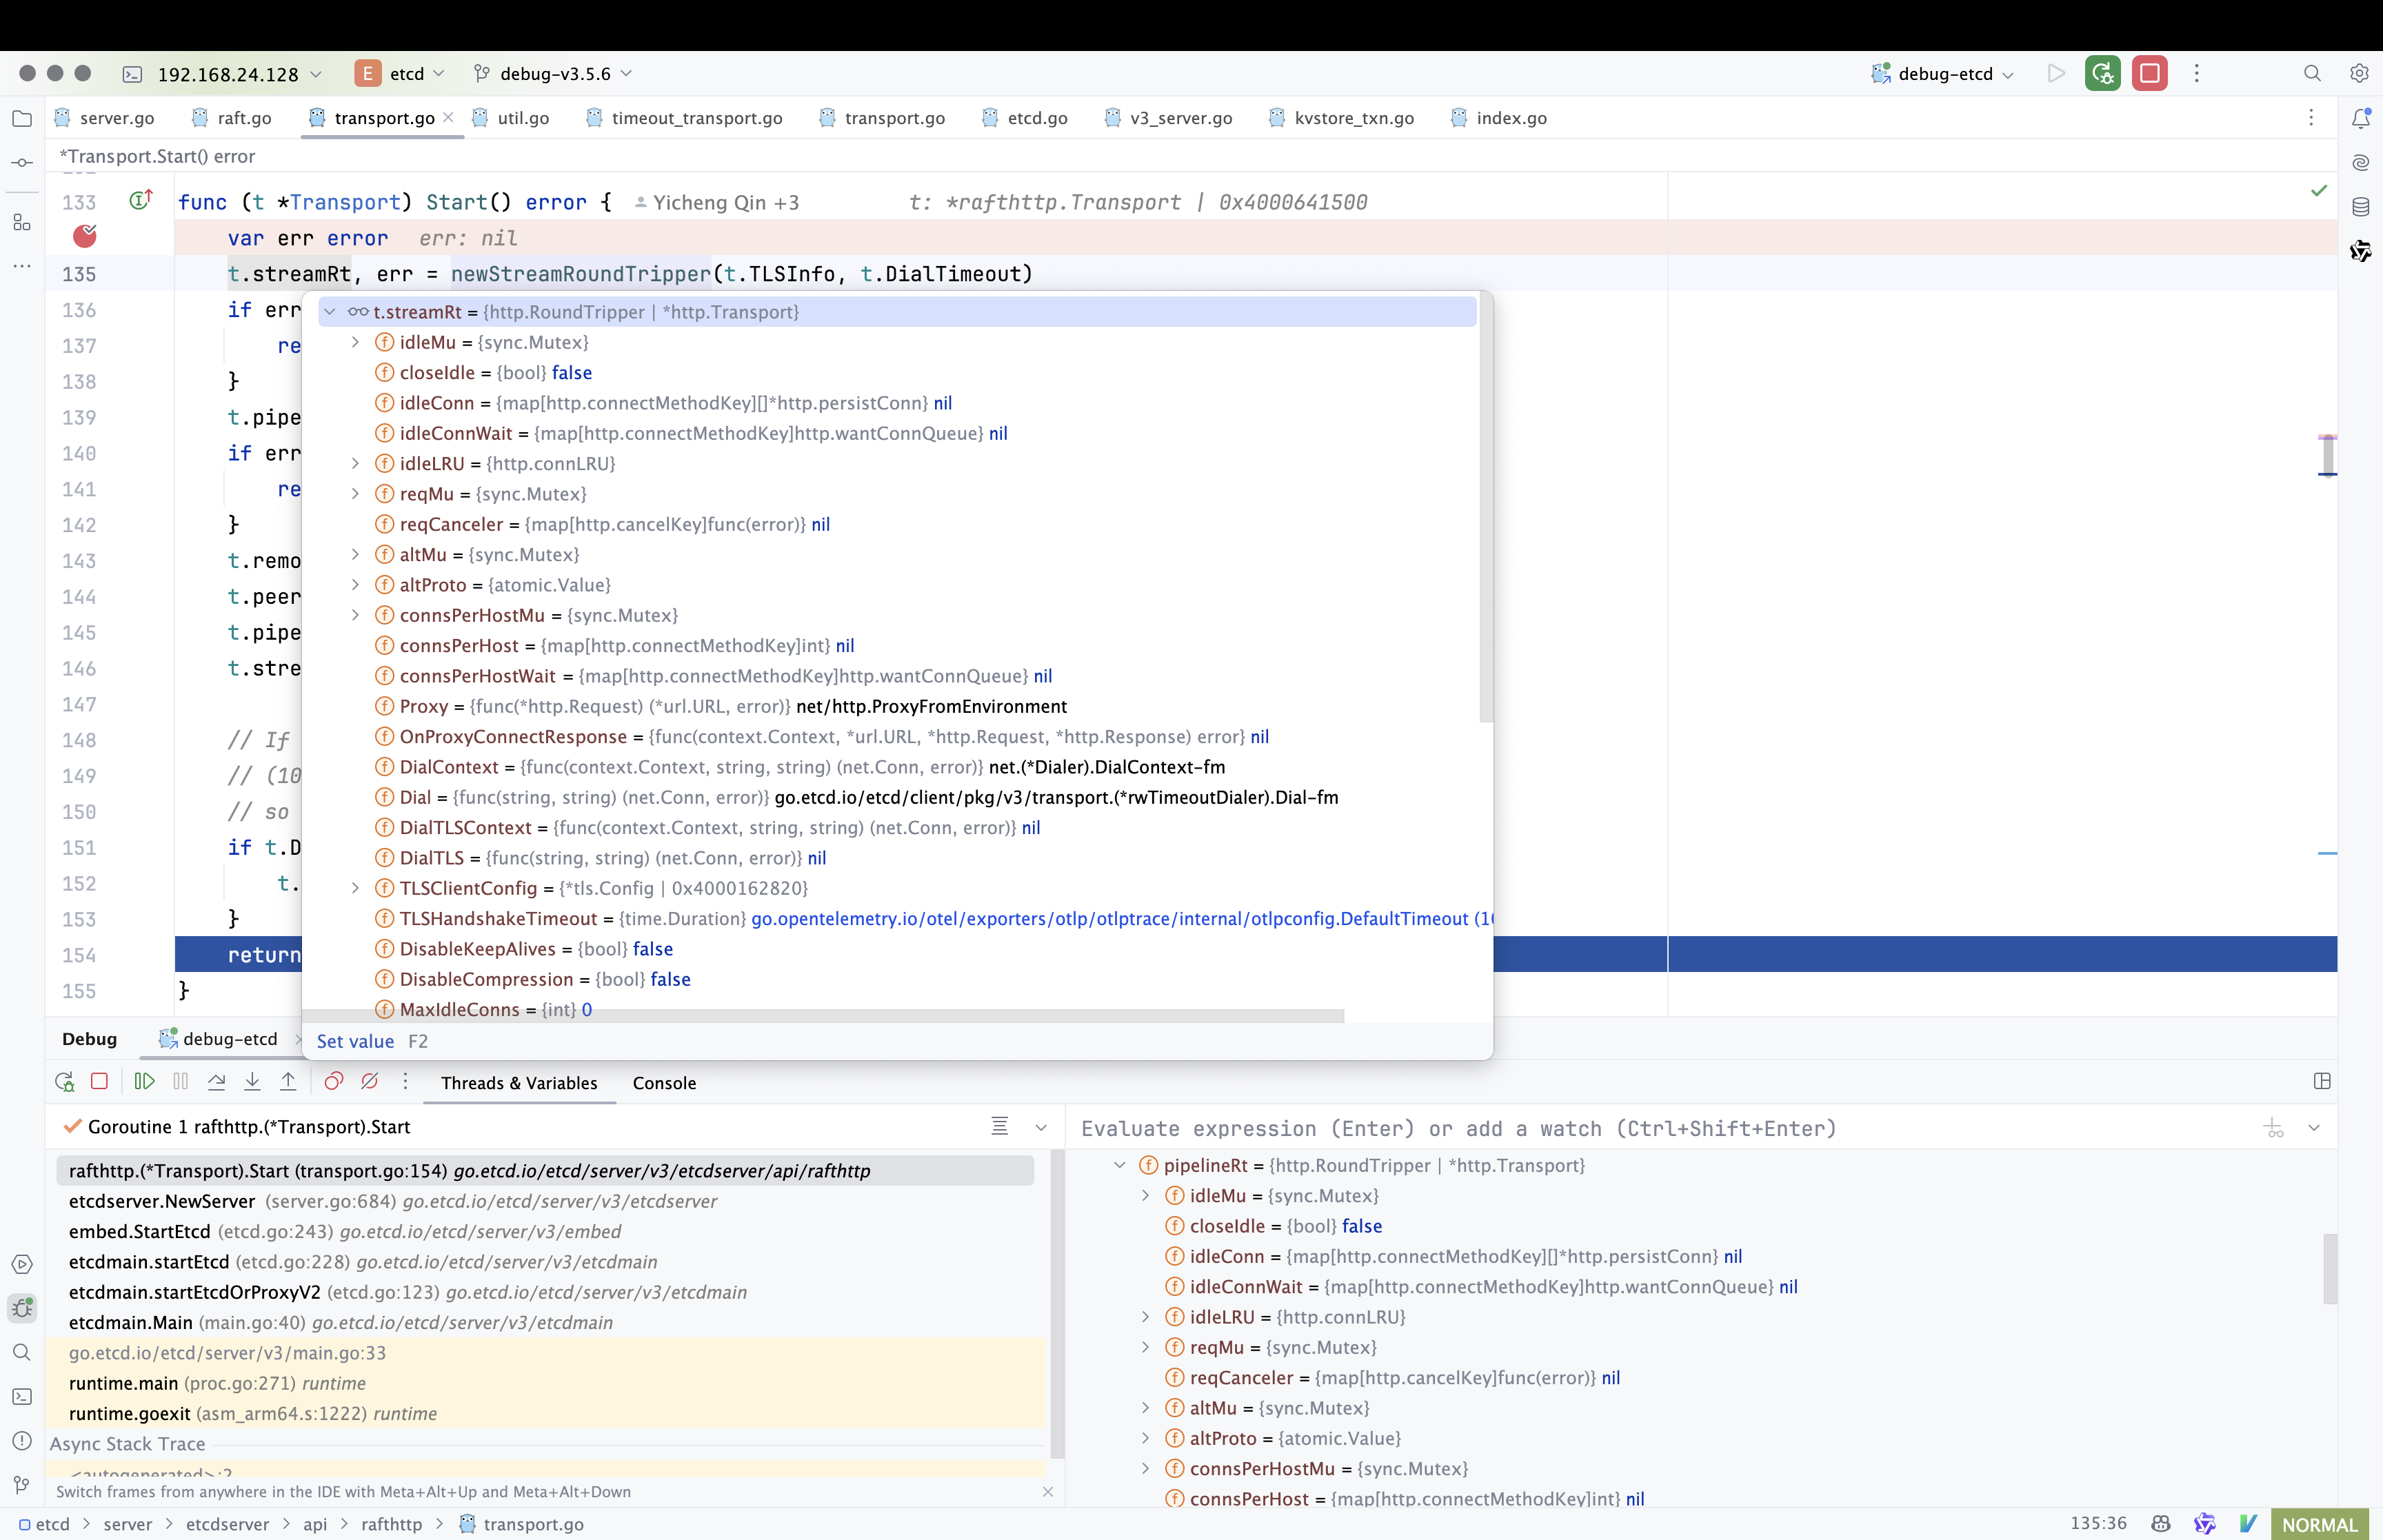 192.168.24.128
E etcd
debug-v3.5.6
debug-etcd
server.go
raft.go
transport.go
util.go
timeout_transport.go
transport.go
etcd.go
v3_server.go
kvstore_txn.go
index.go
*Transport.Start() error
133 func (t *Transport) Start() error { Yicheng Qin +3 t: *rafthttp.Transport | 0x4000641500
var err error err: nil
135 t.streamRt, err = newStreamRoundTripper(t.TLSInfo, t.DialTimeout)
136 if err
137 re
138 }
139 t.pipe
140 if err
141 re
142 }
143 t.remo
144 t.peer
145 t.pipe
146 t.stre
147
148 // If
149 // (10
150 // so
151 if t.D
152 t.
153 }
154 return
155 }
t.streamRt = {http.RoundTripper | *http.Transport}
idleMu = {sync.Mutex}
closeIdle = {bool} false
idleConn = {map[http.connectMethodKey][]*http.persistConn} nil
idleConnWait = {map[http.connectMethodKey]http.wantConnQueue} nil
idleLRU = {http.connLRU}
reqMu = {sync.Mutex}
reqCanceler = {map[http.cancelKey]func(error)} nil
altMu = {sync.Mutex}
altProto = {atomic.Value}
connsPerHostMu = {sync.Mutex}
connsPerHost = {map[http.connectMethodKey]int} nil
connsPerHostWait = {map[http.connectMethodKey]http.wantConnQueue} nil
Proxy = {func(*http.Request) (*url.URL, error)} net/http.ProxyFromEnvironment
OnProxyConnectResponse = {func(context.Context, *url.URL, *http.Request, *http.Response) error} nil
DialContext = {func(context.Context, string, string) (net.Conn, error)} net.(*Dialer).DialContext-fm
Dial = {func(string, string) (net.Conn, error)} go.etcd.io/etcd/client/pkg/v3/transport.(*rwTimeoutDialer).Dial-fm
DialTLSContext = {func(context.Context, string, string) (net.Conn, error)} nil
DialTLS = {func(string, string) (net.Conn, error)} nil
TLSClientConfig = {*tls.Config | 0x4000162820}
TLSHandshakeTimeout = {time.Duration} go.opentelemetry.io/otel/exporters/otlp/otlptrace/internal/otlpconfig.DefaultTimeout (1
DisableKeepAlives = {bool} false
DisableCompression = {bool} false
MaxIdleConns = {int} 0
Set value F2
Debug
debug-etcd
Threads & Variables
Console
Goroutine 1 rafthttp.(*Transport).Start
rafthttp.(*Transport).Start (transport.go:154) go.etcd.io/etcd/server/v3/etcdserver/api/rafthttp
etcdserver.NewServer (server.go:684) go.etcd.io/etcd/server/v3/etcdserver
embed.StartEtcd (etcd.go:243) go.etcd.io/etcd/server/v3/embed
etcdmain.startEtcd (etcd.go:228) go.etcd.io/etcd/server/v3/etcdmain
etcdmain.startEtcdOrProxyV2 (etcd.go:123) go.etcd.io/etcd/server/v3/etcdmain
etcdmain.Main (main.go:40) go.etcd.io/etcd/server/v3/etcdmain
go.etcd.io/etcd/server/v3/main.go:33
runtime.main (proc.go:271) runtime
runtime.goexit (asm_arm64.s:1222) runtime
Async Stack Trace
<autogenerated>:2
Switch frames from anywhere in the IDE with Meta+Alt+Up and Meta+Alt+Down
Evaluate expression (Enter) or add a watch (Ctrl+Shift+Enter)
pipelineRt = {http.RoundTripper | *http.Transport}
idleMu = {sync.Mutex}
closeIdle = {bool} false
idleConn = {map[http.connectMethodKey][]*http.persistConn} nil
idleConnWait = {map[http.connectMethodKey]http.wantConnQueue} nil
idleLRU = {http.connLRU}
reqMu = {sync.Mutex}
reqCanceler = {map[http.cancelKey]func(error)} nil
altMu = {sync.Mutex}
altProto = {atomic.Value}
connsPerHostMu = {sync.Mutex}
connsPerHost = {map[http.connectMethodKey]int} nil
etcd > server > etcdserver > api > rafthttp > transport.go
135:36
NORMAL